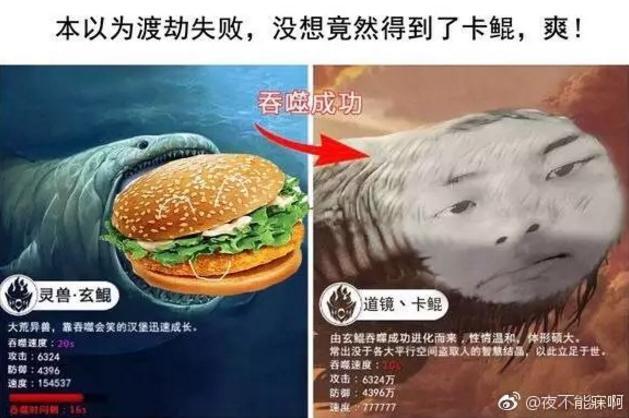 本以为渡劫失败，没想竟然得到了卡鲲，爽！
吞噬成功
灵兽·玄鲲
大荒异兽，靠吞噬会笑的汉堡迅速成长。
吞噬速度：20s
攻击：6324
防御：4396
速度：154537
吞噬时间剩：16s
道镜丶卡鲲
由玄鲲吞噬成功进化而来，性情温和，体形硕大。
常出没于各大平行空间盗取人的智慧结晶，以此立足于世。
吞噬速度：10s
攻击：6324万
防御：4396万
速度：777777
@夜不能寐啊